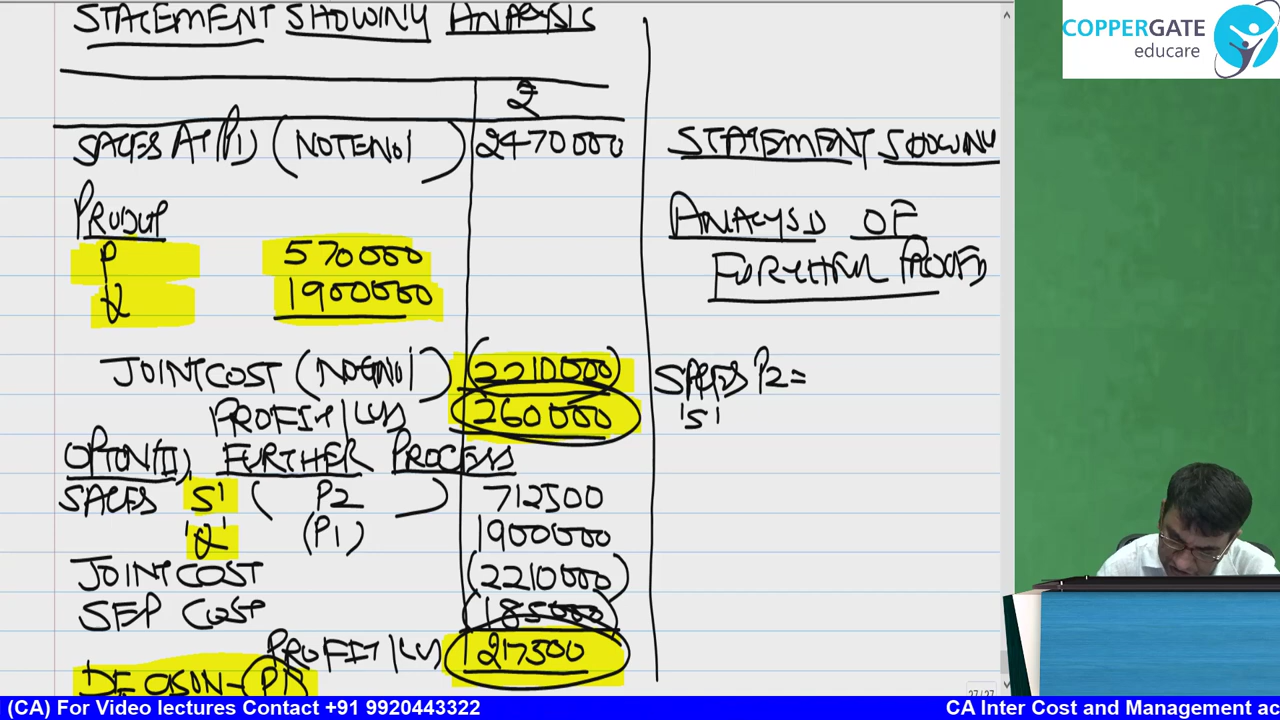 STATEMENT SHOWING ANALYSIS
₹
SALES AT (P1) (NOTE NO1) 2470000
PRODUCT
P 570000
Q 1900000
JOINT COST (NOTE NO1) (2210000)
PROFIT/(LOSS) 260000
OPTION(II) FURTHER PROCESS
SALES 'S' (P2) 712500
'Q' (P1) 1900000
JOINT COST (2210000)
SEP COST (185000)
PROFIT/(LOSS) 217500
DECISION -
STATEMENT SHOWING
ANALYSIS OF
FURTHER PROCESS
SALES P2 =
'S'
COPPERGATE
educare
27/27
(CA) For Video lectures Contact +91 9920443322
CA Inter Cost and Management ac